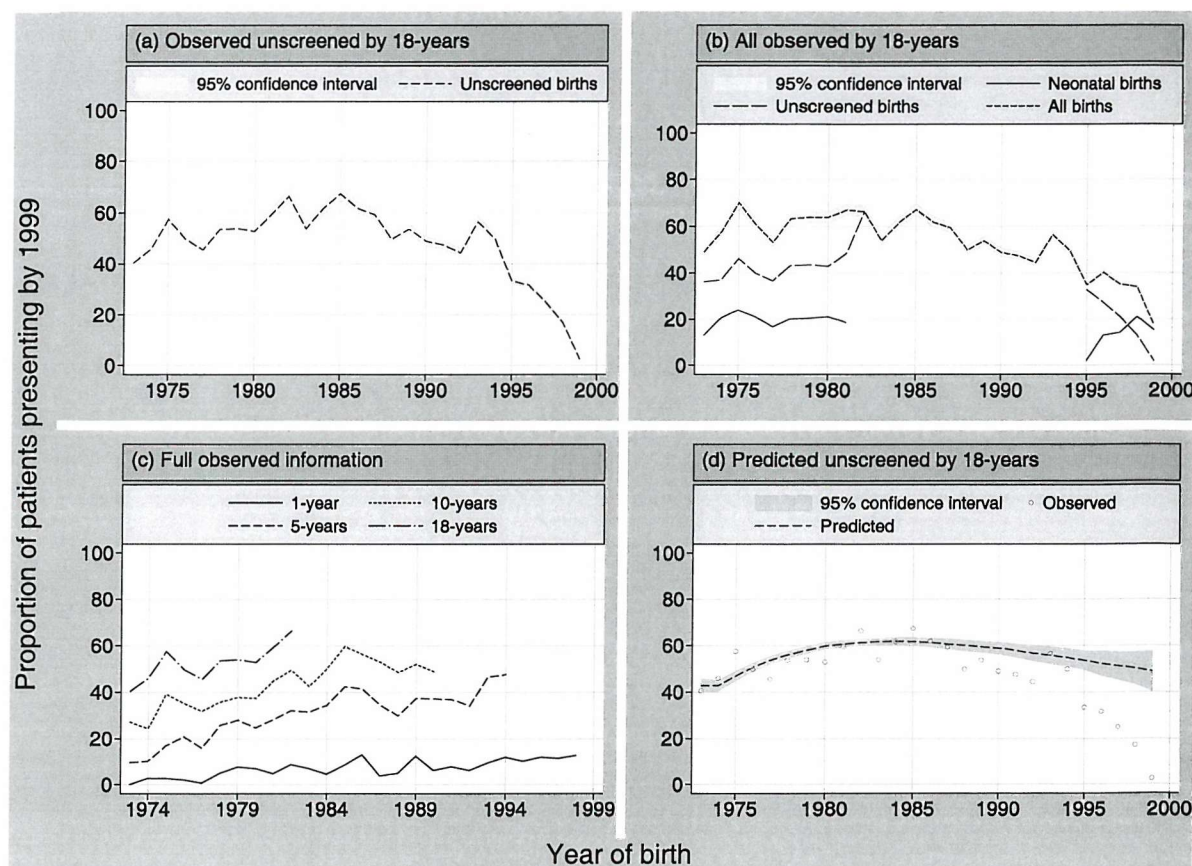 Proportion of patients presenting by 1999
(a) Observed unscreened by 18-years
95% confidence interval Unscreened births
100
80
60
40
20
0
1975 1980 1985 1990 1995 2000
(b) All observed by 18-years
95% confidence interval Neonatal births
Unscreened births All births
100
80
60
40
20
0
1975 1980 1985 1990 1995 2000
(c) Full observed information
1-year 10-years
5-years 18-years
100
80
60
40
20
0
1974 1979 1984 1989 1994 1999
(d) Predicted unscreened by 18-years
95% confidence interval Observed
Predicted
100
80
60
40
20
0
1975 1980 1985 1990 1995 2000
Year of birth